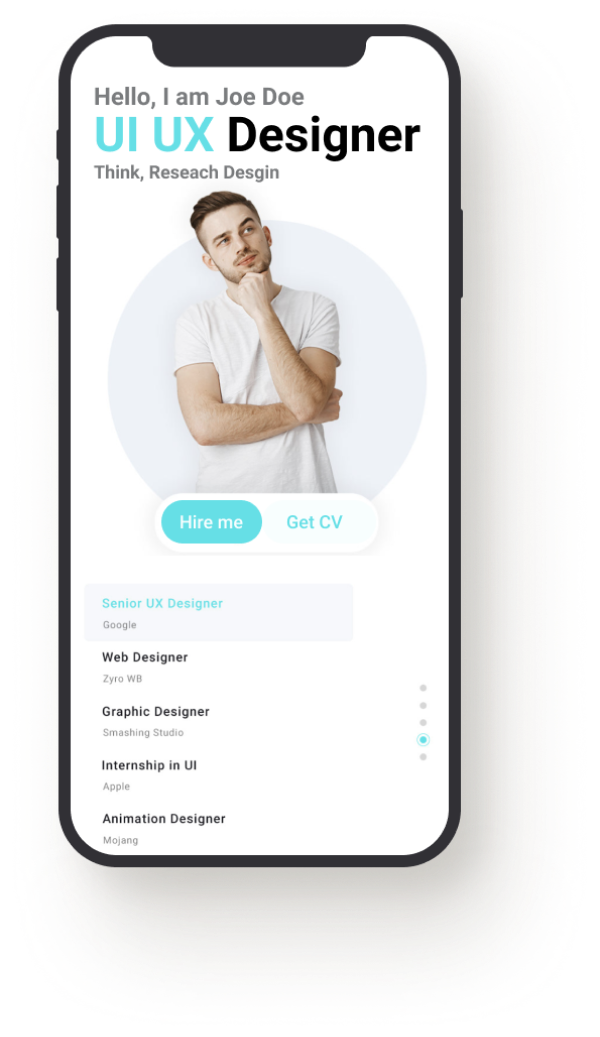 Hello, I am Joe Doe
UI UX Designer
Think, Reseach Desgin
Hire me
Get CV
Senior UX Designer
Google
Web Designer
Zyro WB
Graphic Designer
Smashing Studio
Internship in UI
Apple
Animation Designer
Mojang